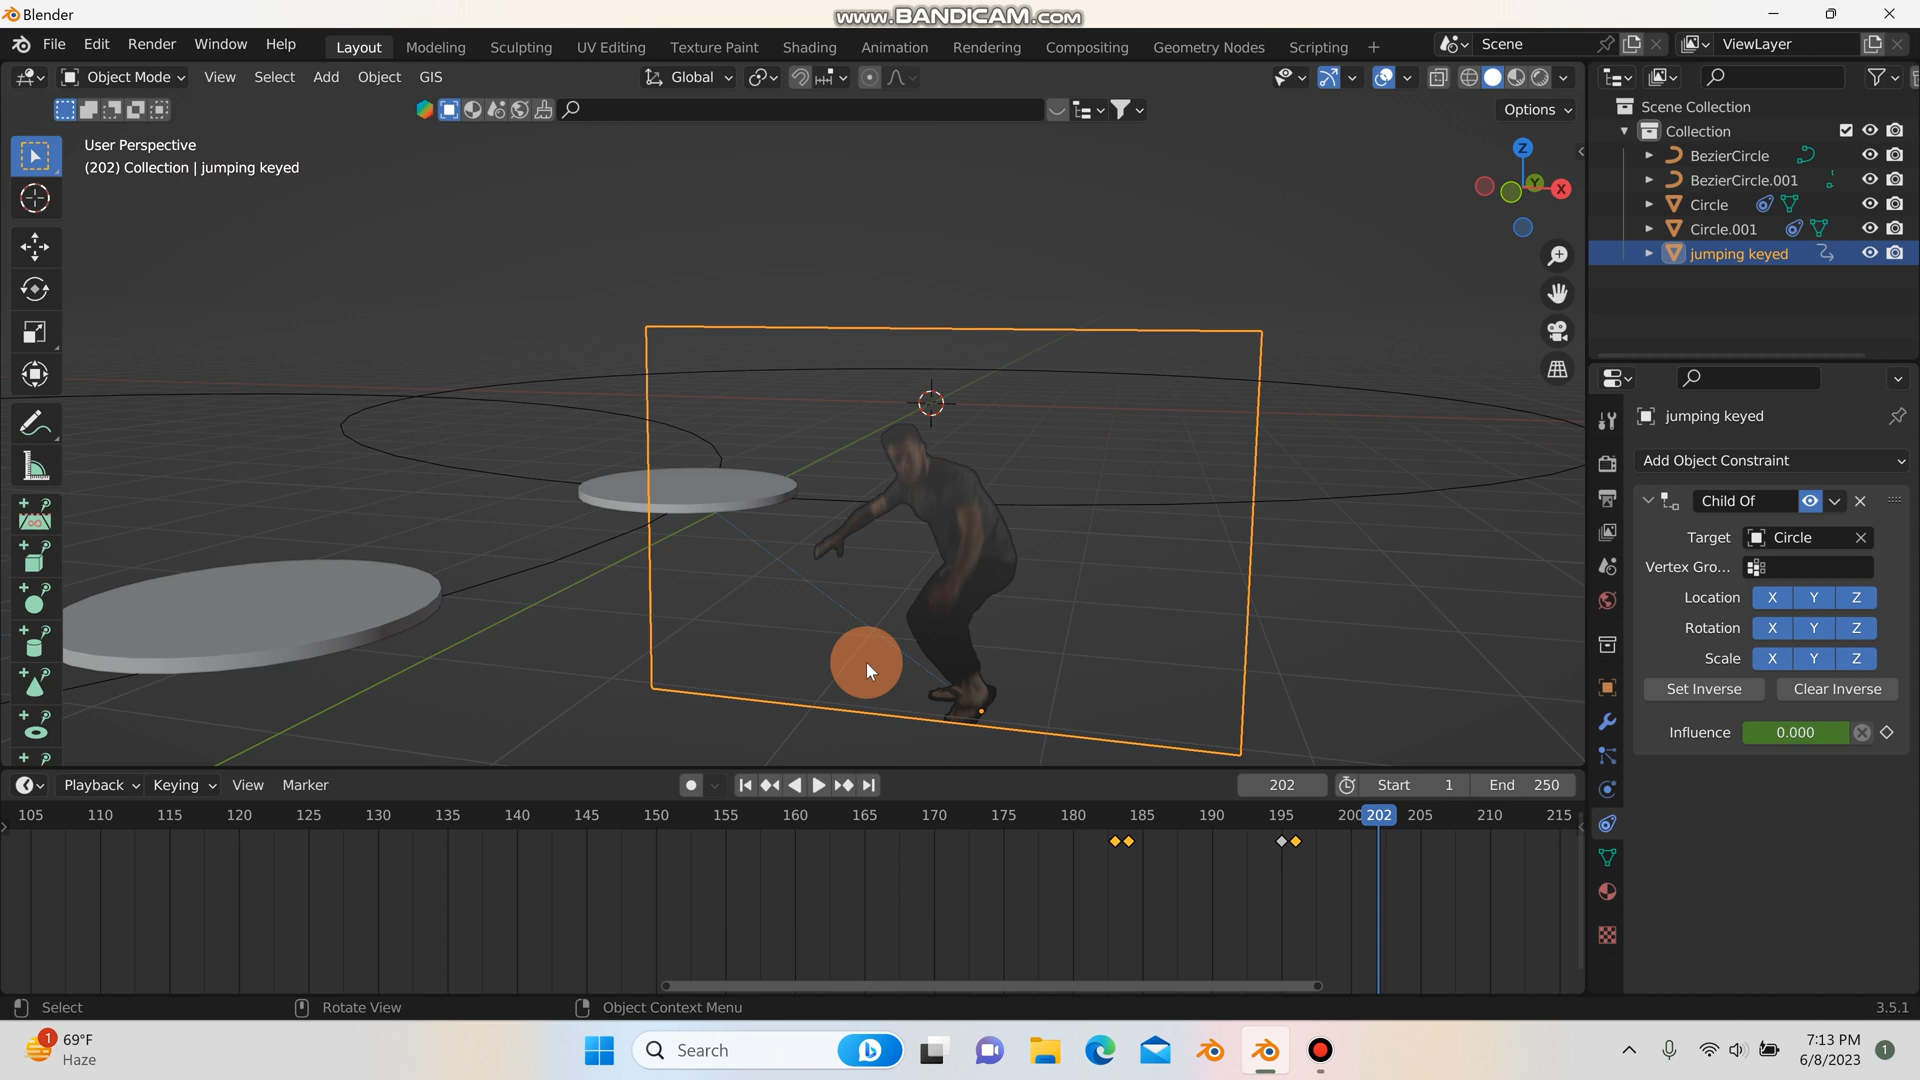 Blender
www.BANDICAM.com
File Edit Render Window Help
Layout Modeling Sculpting UV Editing Texture Paint Shading Animation Rendering Compositing Geometry Nodes Scripting +
Scene
ViewLayer
Object Mode View Select Add Object GIS
Global
Options
User Perspective
(202) Collection | jumping keyed
Z
Y
X
Scene Collection
Collection
BezierCircle
BezierCircle.001
Circle
Circle.001
jumping keyed
jumping keyed
Add Object Constraint
Child Of
Target Circle
Vertex Gro...
Location X Y Z
Rotation X Y Z
Scale X Y Z
Set Inverse Clear Inverse
Influence 0.000
Playback Keying View Marker
202 Start 1 End 250
105 110 115 120 125 130 135 140 145 150 155 160 165 170 175 180 185 190 195 200 202 205 210 215
Select Rotate View Object Context Menu
3.5.1
1
69°F
Haze
Search
7:13 PM
6/8/2023
1